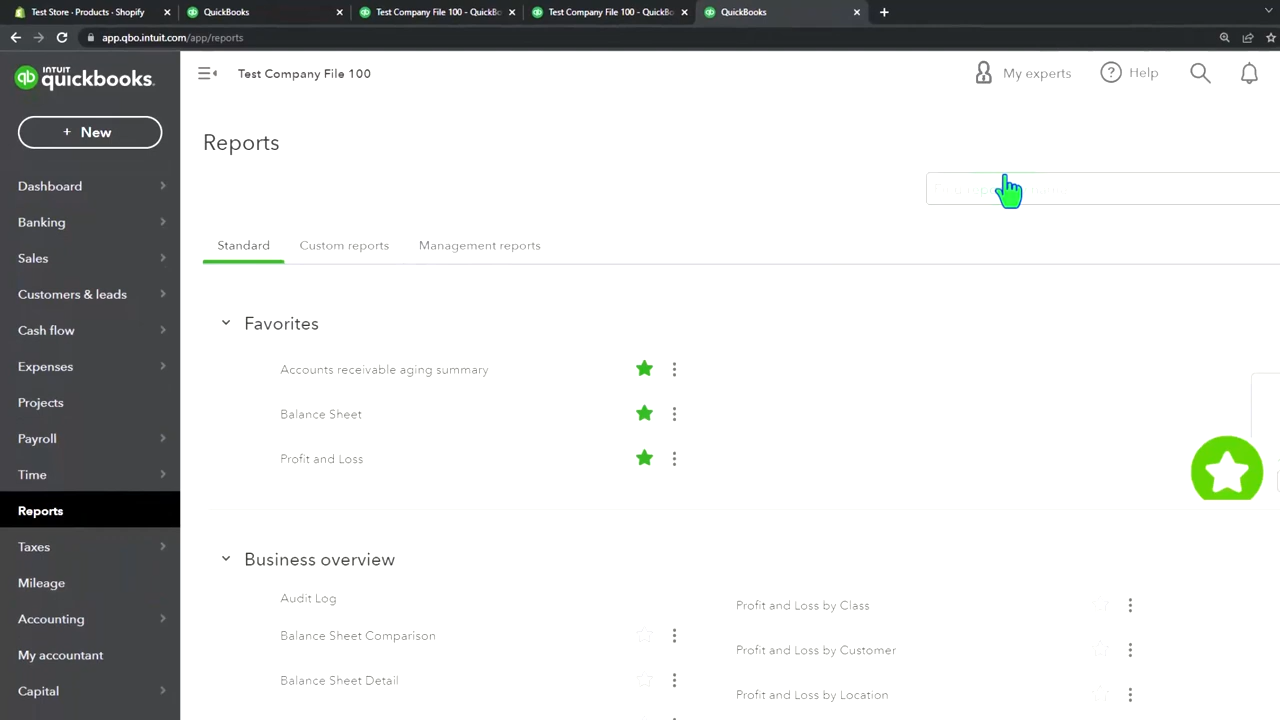 Test Store · Products · Shopify
QuickBooks
Test Company File 100 - QuickBo
Test Company File 100 - QuickBo
QuickBooks
app.qbo.intuit.com/app/reports
INTUIT
quickbooks.
Test Company File 100
My experts
Help
+ New
Reports
Dashboard
Banking
Sales
Customers & leads
Cash flow
Expenses
Projects
Payroll
Time
Reports
Taxes
Mileage
Accounting
My accountant
Capital
Standard
Custom reports
Management reports
Favorites
Accounts receivable aging summary
Balance Sheet
Profit and Loss
Business overview
Audit Log
Balance Sheet Comparison
Balance Sheet Detail
Profit and Loss by Class
Profit and Loss by Customer
Profit and Loss by Location